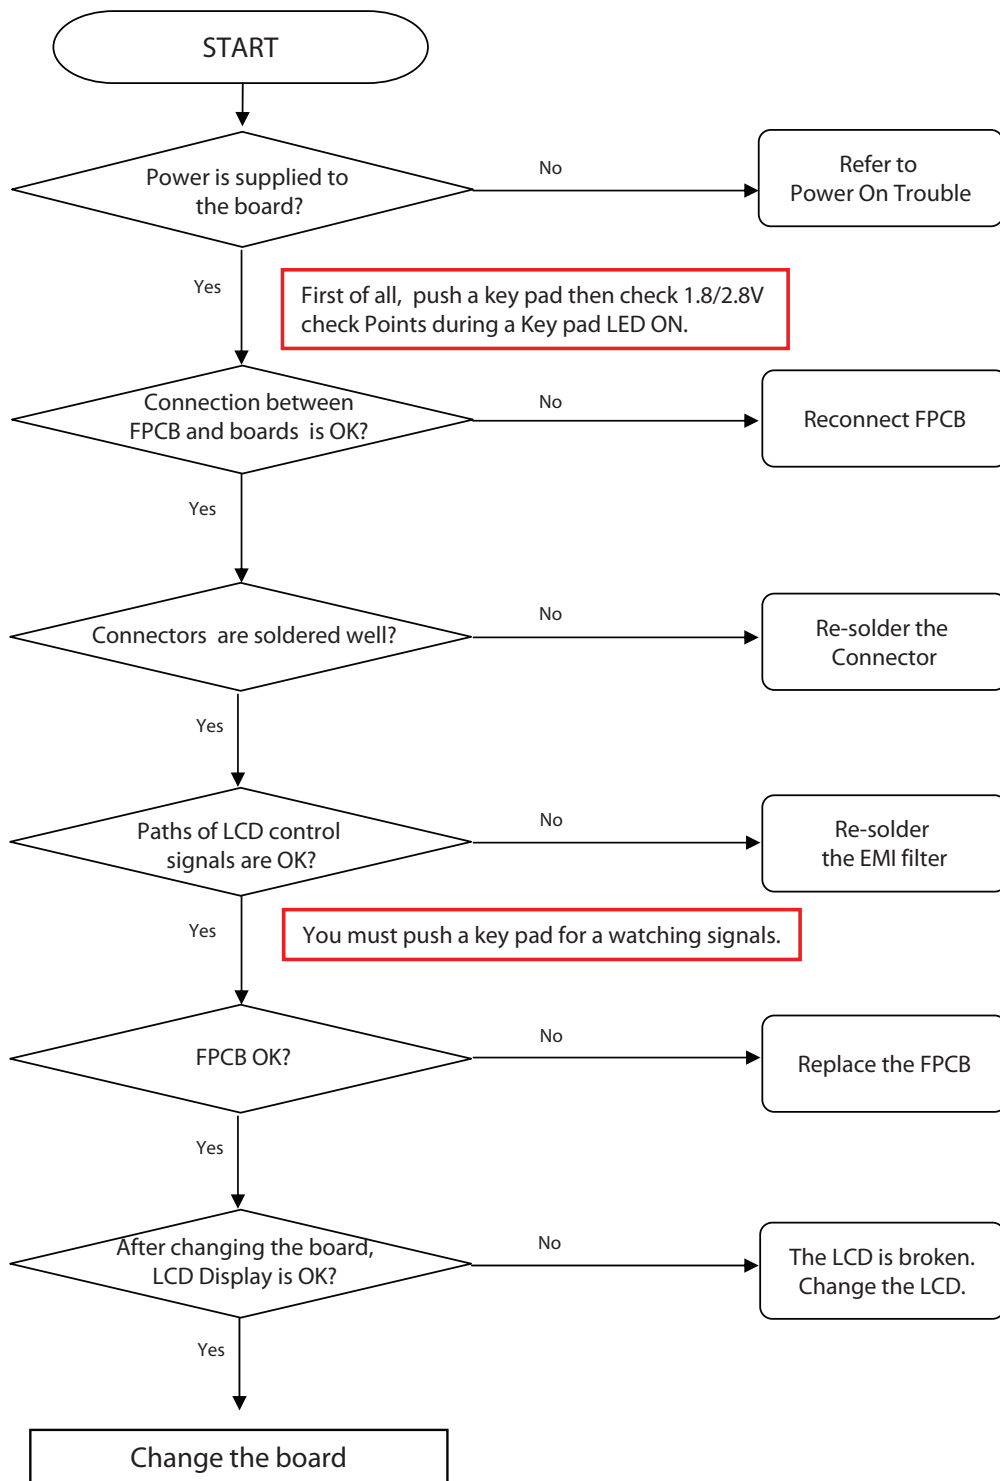 START
Power is supplied to
the board?
No
Refer to
Power On Trouble
Yes
First of all, push a key pad then check 1.8/2.8V
check Points during a Key pad LED ON.
Connection between
FPCB and boards is OK?
No
Reconnect FPCB
Yes
Connectors are soldered well?
No
Re-solder the
Connector
Yes
Paths of LCD control
signals are OK?
No
Re-solder
the EMI filter
Yes
You must push a key pad for a watching signals.
FPCB OK?
No
Replace the FPCB
Yes
After changing the board,
LCD Display is OK?
No
The LCD is broken.
Change the LCD.
Yes
Change the board